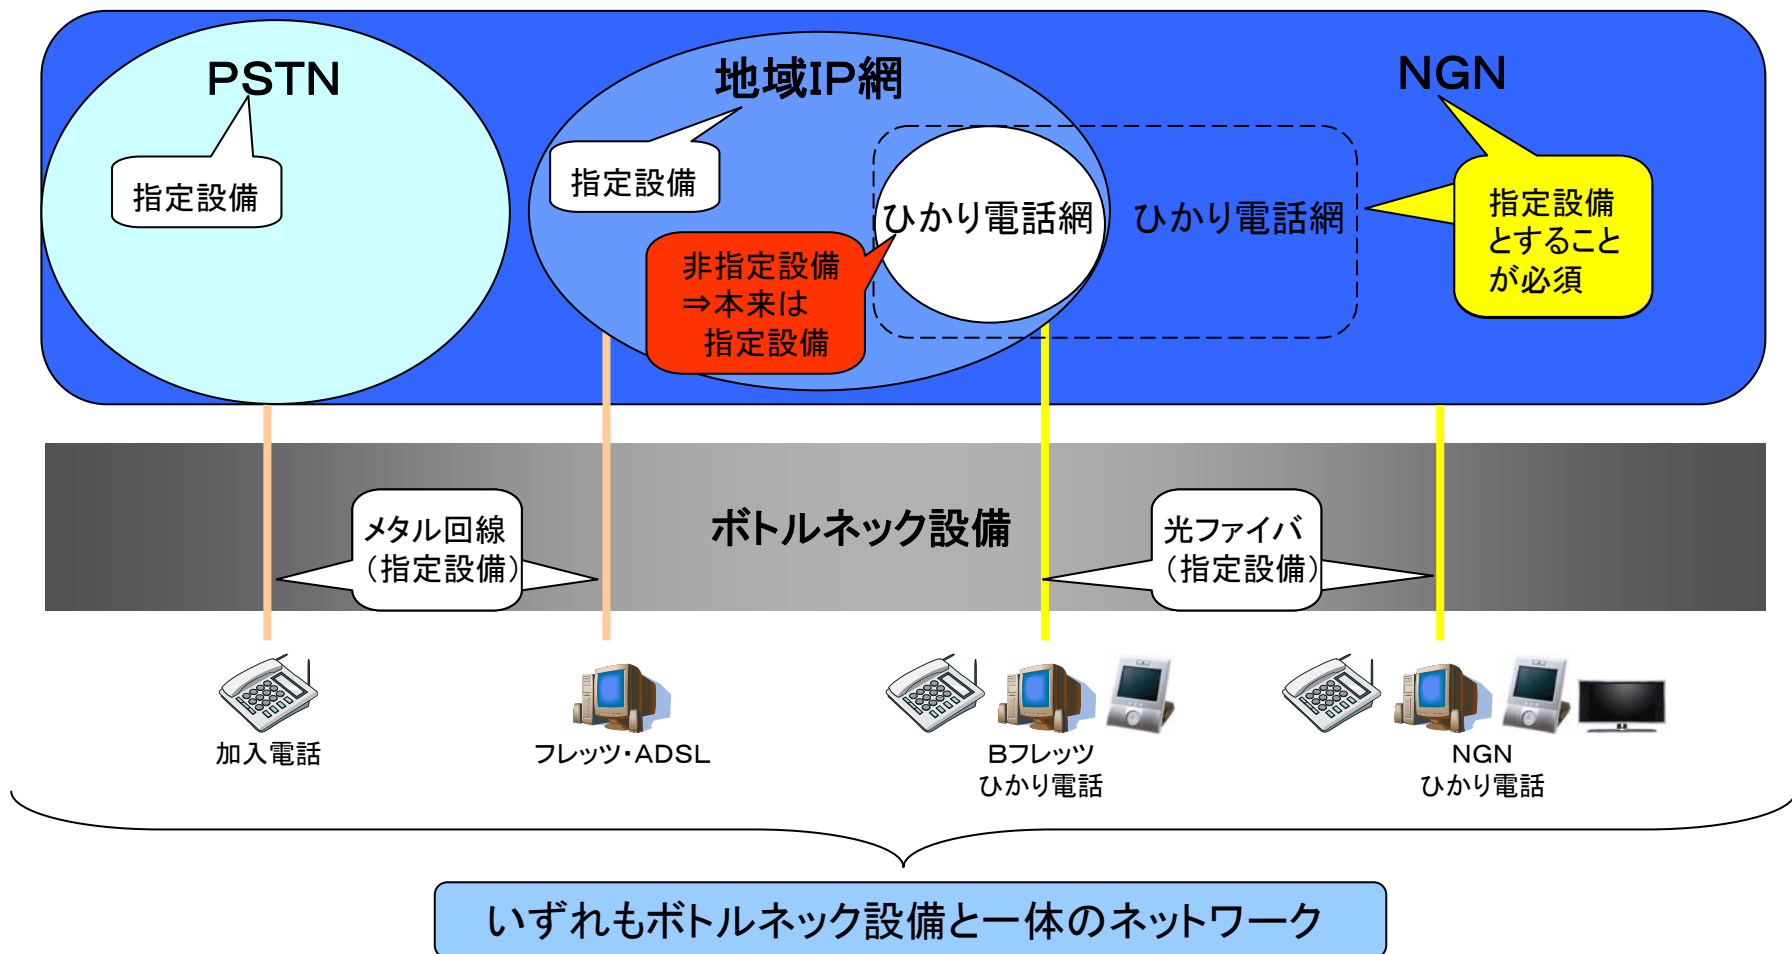 PSTN
地域IP網
NGN
指定設備
指定設備
ひかり電話網
ひかり電話網
指定設備
とすること
が必須
非指定設備
⇒本来は
指定設備
メタル回線
（指定設備）
ボトルネック設備
光ファイバ
（指定設備）
加入電話
フレッツ・ADSL
Bフレッツ
ひかり電話
NGN
ひかり電話
いずれもボトルネック設備と一体のネットワーク